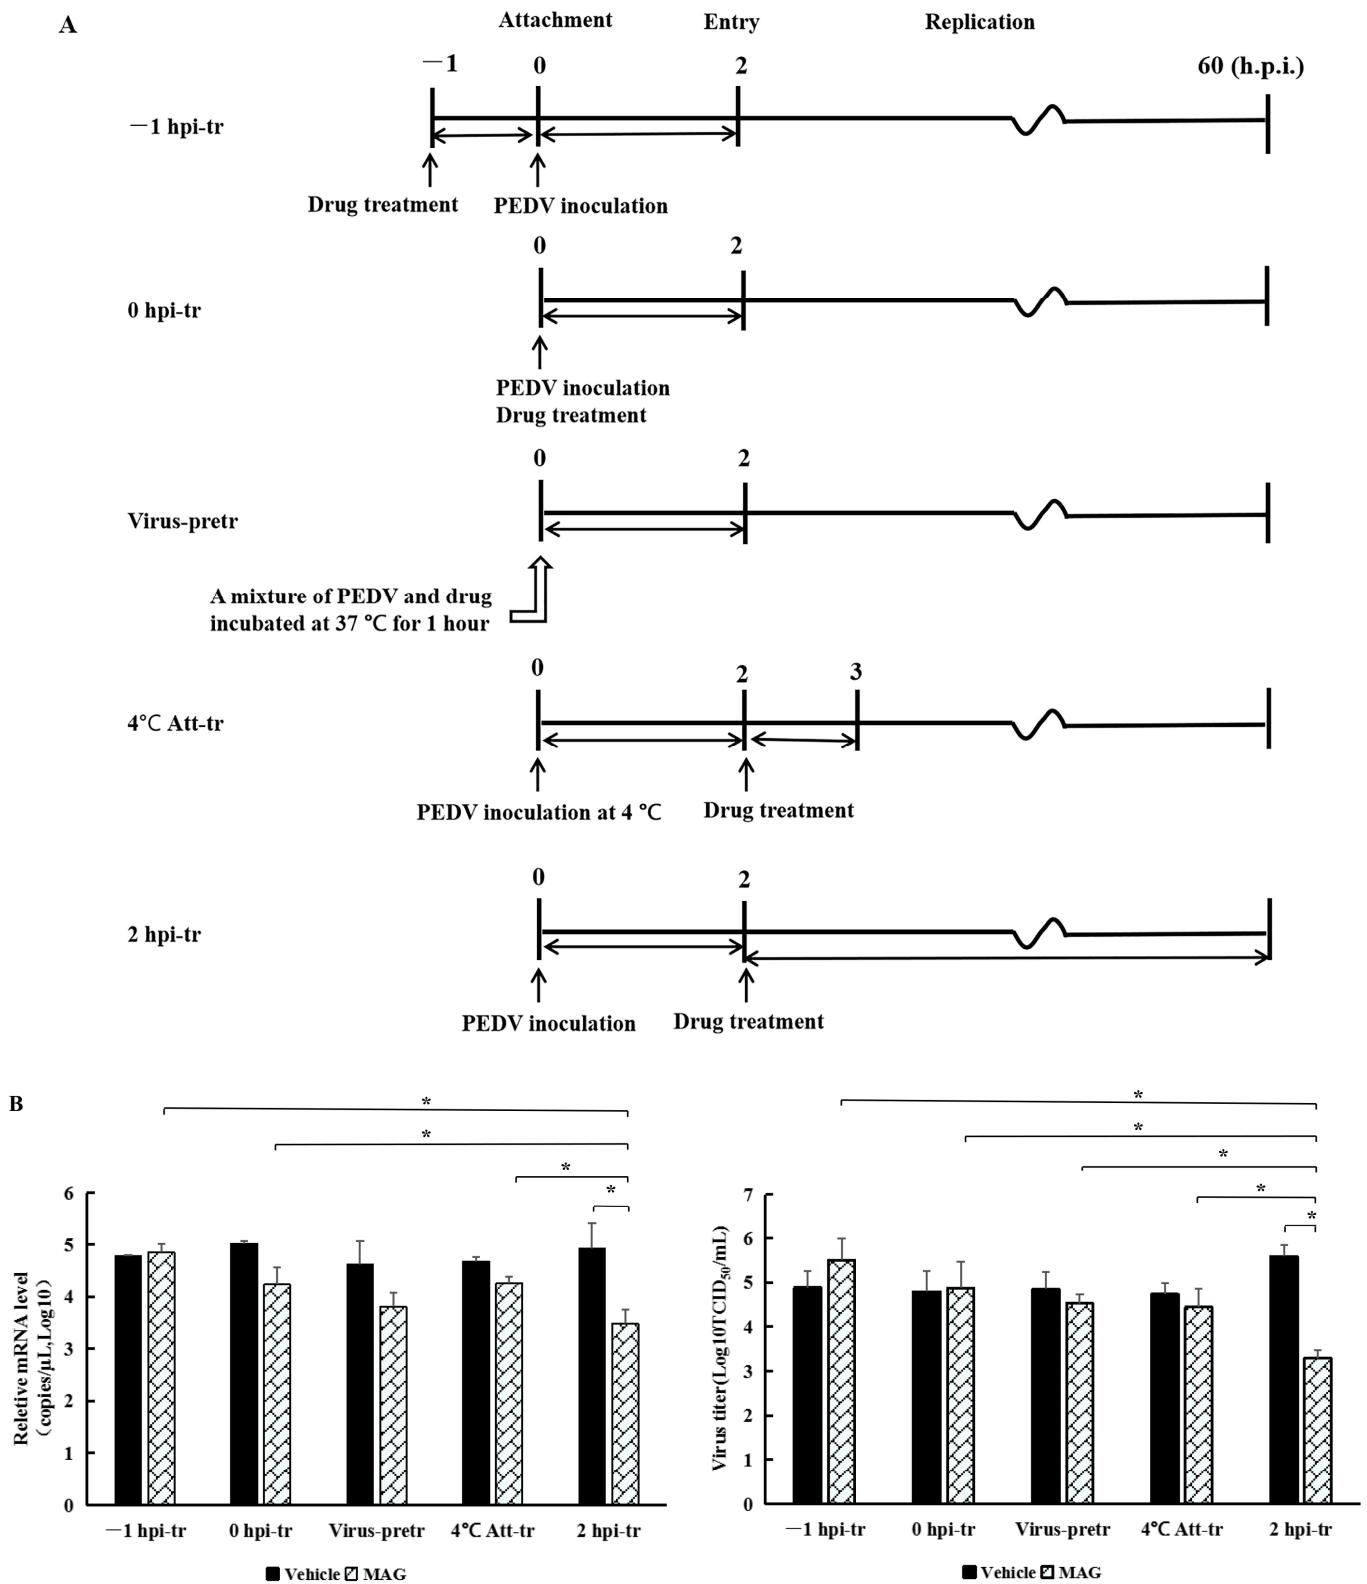 A
Attachment Entry Replication
－1 0 2 60 (h.p.i.)
－1 hpi-tr
Drug treatment PEDV inoculation
0 2
0 hpi-tr
PEDV inoculation
Drug treatment
0 2
Virus-pretr
A mixture of PEDV and drug
incubated at 37 ℃ for 1 hour
0 2 3
4℃ Att-tr
PEDV inoculation at 4 ℃ Drug treatment
0 2
2 hpi-tr
PEDV inoculation Drug treatment
B
*
*
*
*
Reletive mRNA level
（copies/μL,Log10）
6
5
4
3
2
1
0
－1 hpi-tr 0 hpi-tr Virus-pretr 4℃ Att-tr 2 hpi-tr
Vehicle MAG
*
*
*
*
*
Virus titer(Log10TCID50/mL)
7
6
5
4
3
2
1
0
－1 hpi-tr 0 hpi-tr Virus-pretr 4℃ Att-tr 2 hpi-tr
Vehicle MAG